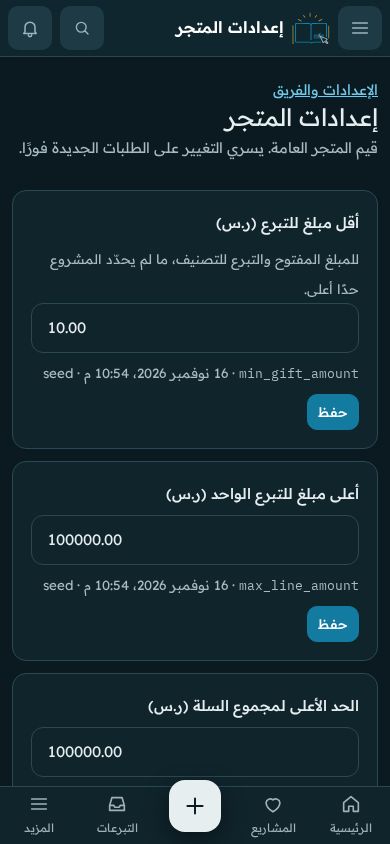 إعدادات المتجر
الإعدادات والفريق
إعدادات المتجر
قيم المتجر العامة. يسري التغيير على الطلبات الجديدة فورًا.
أقل مبلغ للتبرع (ر.س)
للمبلغ المفتوح والتبرع للتصنيف، ما لم يحدّد المشروع
حدًا أعلى.
10.00
min_gift_amount · 16 نوفمبر 2026، 10:54 م · seed
حفظ
أعلى مبلغ للتبرع الواحد (ر.س)
100000.00
max_line_amount · 16 نوفمبر 2026، 10:54 م · seed
حفظ
الحد الأعلى لمجموع السلة (ر.س)
100000.00
الرئيسية
المشاريع
التبرعات
المزيد